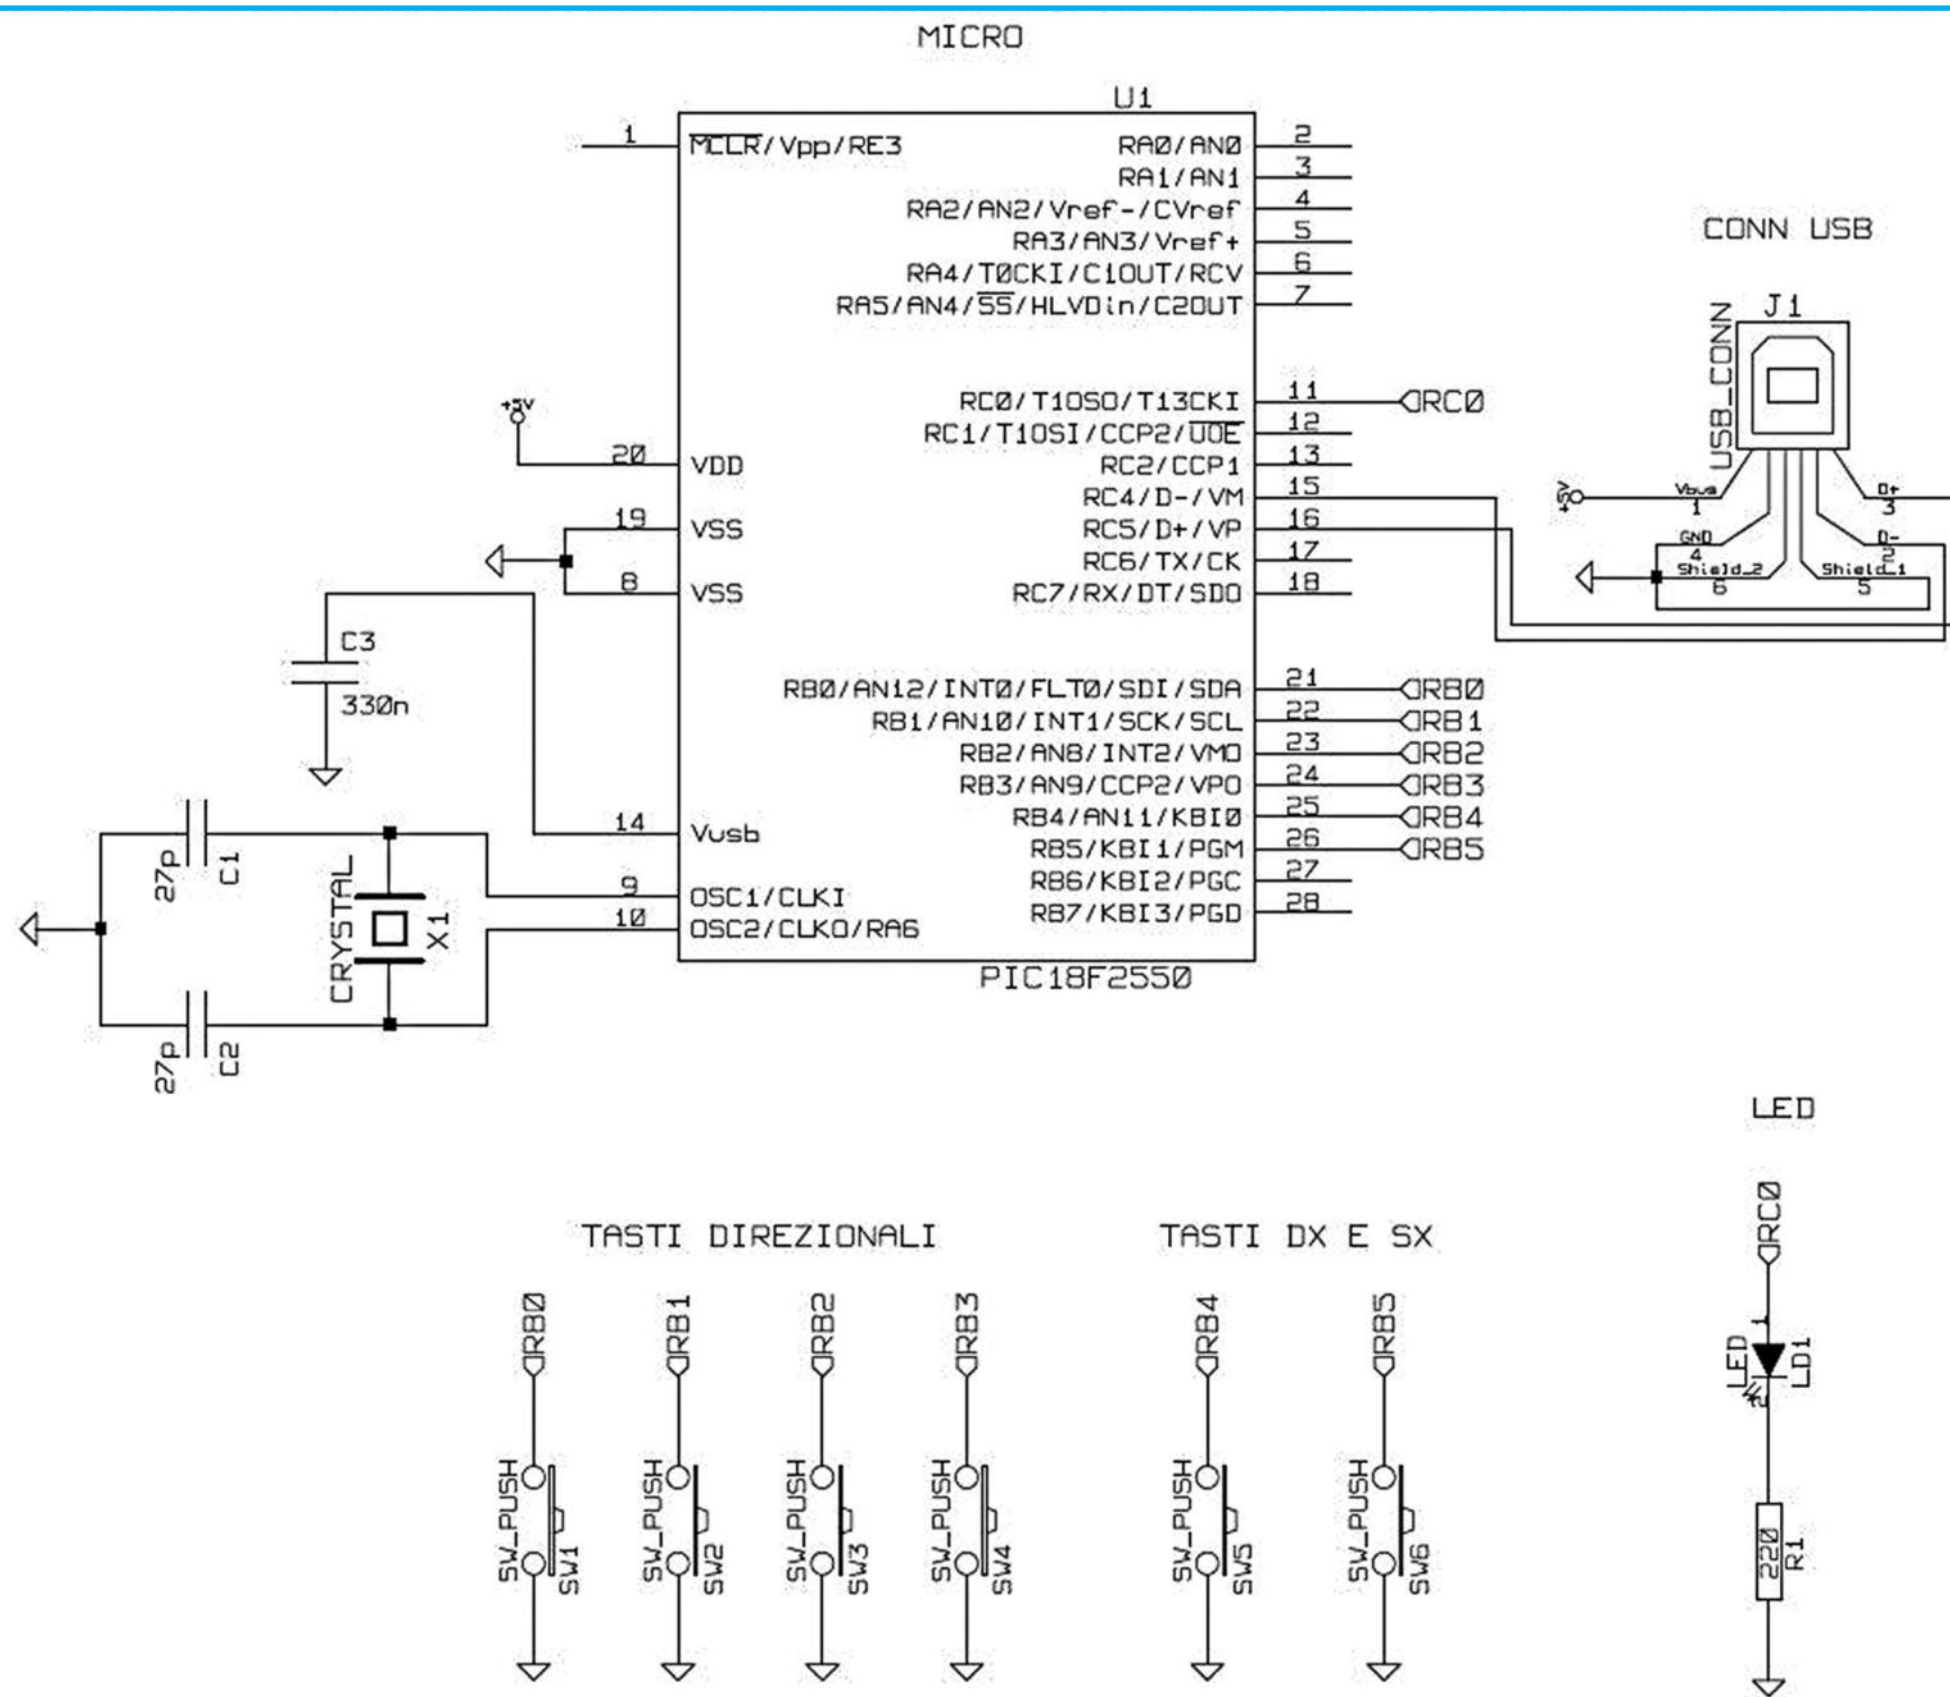 MICRO
U1
1 MCLR/Vpp/RE3
RA0/AN0 2
RA1/AN1 3
RA2/AN2/Vref-/CVref 4
RA3/AN3/Vref+ 5
RA4/T0CKI/C1OUT/RCV 6
RA5/AN4/SS/HLVDin/C2OUT 7
RC0/T1OSO/T13CKI 11 RC0
RC1/T1OSI/CCP2/UOE 12
RC2/CCP1 13
RC4/D-/VM 15
RC5/D+/VP 16
RC6/TX/CK 17
RC7/RX/DT/SDO 18
RB0/AN12/INT0/FLT0/SDI/SDA 21 RB0
RB1/AN10/INT1/SCK/SCL 22 RB1
RB2/AN8/INT2/VMO 23 RB2
RB3/AN9/CCP2/VPO 24 RB3
RB4/AN11/KBI0 25 RB4
RB5/KBI1/PGM 26 RB5
RB6/KBI2/PGC 27
RB7/KBI3/PGD 28
+5V
20 VDD
19 VSS
8 VSS
14 Vusb
9 OSC1/CLKI
10 OSC2/CLKO/RA6
PIC18F2550
C3
330n
27p C1
CRYSTAL X1
27p C2
CONN USB
J1
USB_CONN
+5V
Vbus 1
D+ 3
GND 4
D- 2
Shield_2 6
Shield_1 5
TASTI DIREZIONALI
RB0 SW_PUSH SW1
RB1 SW_PUSH SW2
RB2 SW_PUSH SW3
RB3 SW_PUSH SW4
TASTI DX E SX
RB4 SW_PUSH SW5
RB5 SW_PUSH SW6
LED
RC0
1
LED LD1
2
220 R1